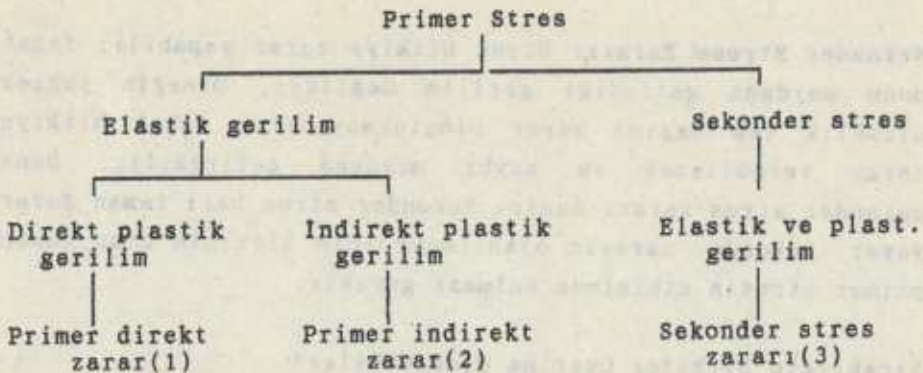 Primer Stres
Elastik gerilim
Sekonder stres
Direkt plastik
gerilim
Indirekt plastik
gerilim
Elastik ve plast.
gerilim
Primer direkt
zarar(1)
Primer indirekt
zarar(2)
Sekonder stres
zararı(3)